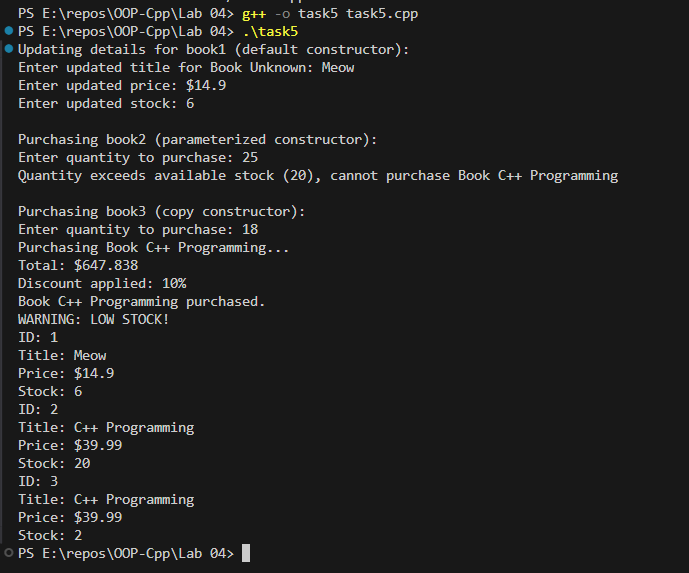 PS E:\repos\OOP-Cpp\Lab 04> g++ -o task5 task5.cpp
PS E:\repos\OOP-Cpp\Lab 04> .\task5
Updating details for book1 (default constructor):
Enter updated title for Book Unknown: Meow
Enter updated price: $14.9
Enter updated stock: 6

Purchasing book2 (parameterized constructor):
Enter quantity to purchase: 25
Quantity exceeds available stock (20), cannot purchase Book C++ Programming

Purchasing book3 (copy constructor):
Enter quantity to purchase: 18
Purchasing Book C++ Programming...
Total: $647.838
Discount applied: 10%
Book C++ Programming purchased.
WARNING: LOW STOCK!
ID: 1
Title: Meow
Price: $14.9
Stock: 6
ID: 2
Title: C++ Programming
Price: $39.99
Stock: 20
ID: 3
Title: C++ Programming
Price: $39.99
Stock: 2
PS E:\repos\OOP-Cpp\Lab 04>